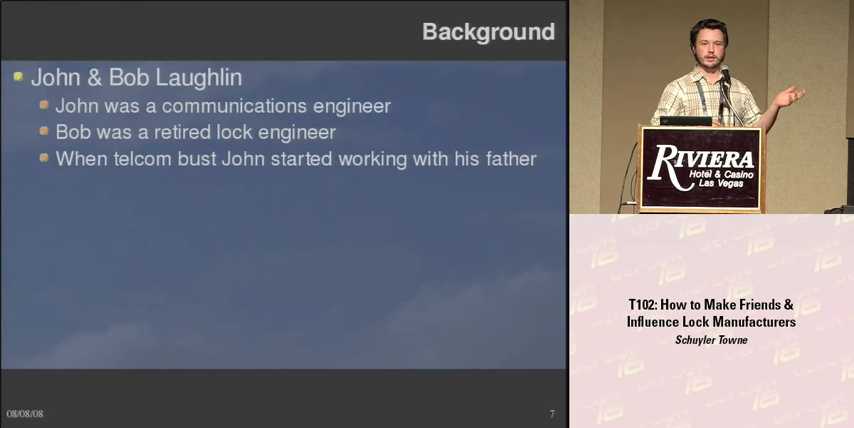 Background
John & Bob Laughlin
John was a communications engineer
Bob was a retired lock engineer
When telcom bust John started working with his father
08/08/08
7
RIVIERA
Hotel & Casino
Las Vegas
T102: How to Make Friends &
Influence Lock Manufacturers
Schuyler Towne